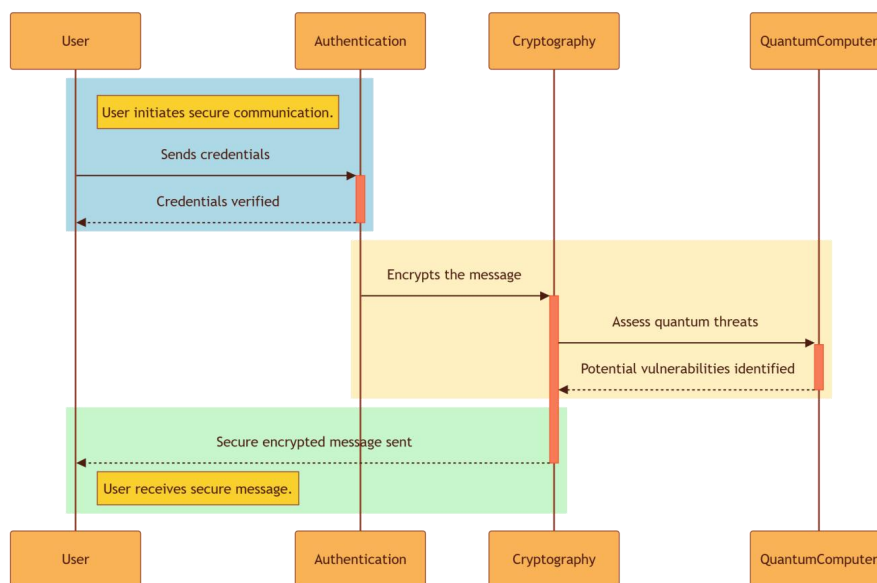 User
Authentication
Cryptography
QuantumComputer
User initiates secure communication.
Sends credentials
Credentials verified
Encrypts the message
Assess quantum threats
Potential vulnerabilities identified
Secure encrypted message sent
User receives secure message.
User
Authentication
Cryptography
QuantumComputer